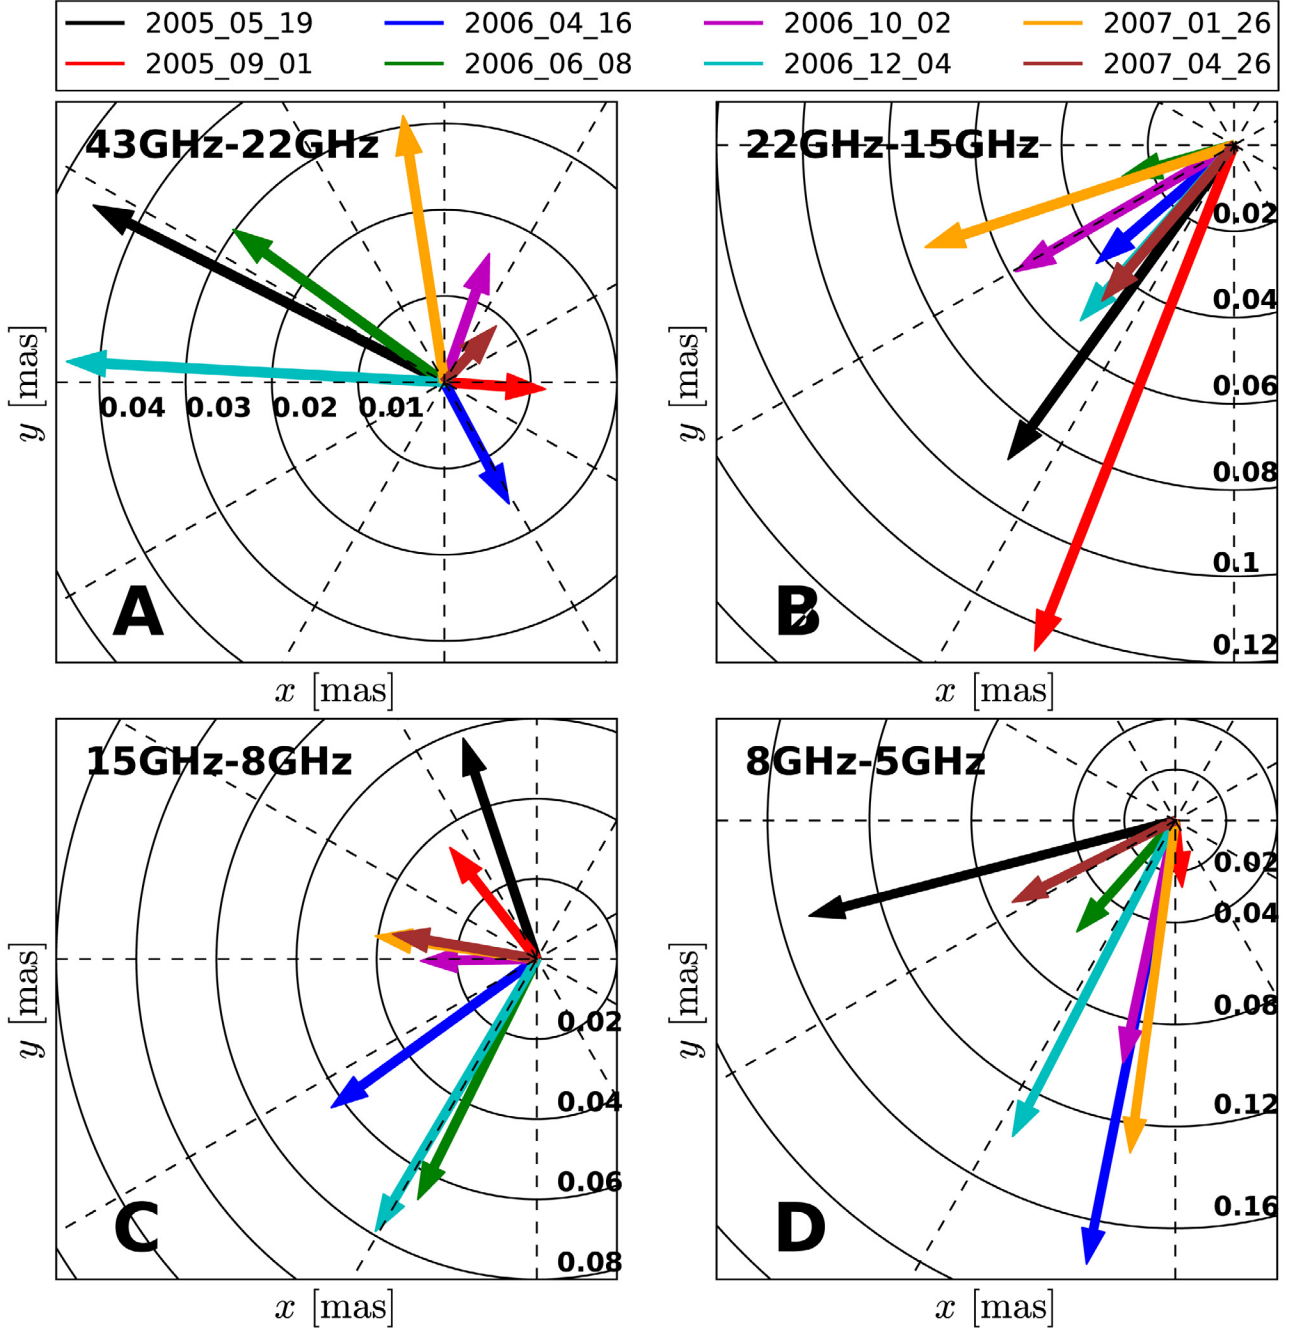 2005_05_19 2006_04_16 2006_10_02 2007_01_26
2005_09_01 2006_06_08 2006_12_04 2007_04_26
43GHz-22GHz
0.04 0.03 0.02 0.01
A
y [mas]
x [mas]
22GHz-15GHz
0.02
0.04
0.06
0.08
0.1
0.12
B
y [mas]
x [mas]
15GHz-8GHz
0.02
0.04
0.06
0.08
C
y [mas]
x [mas]
8GHz-5GHz
0.02
0.04
0.08
0.12
0.16
D
y [mas]
x [mas]